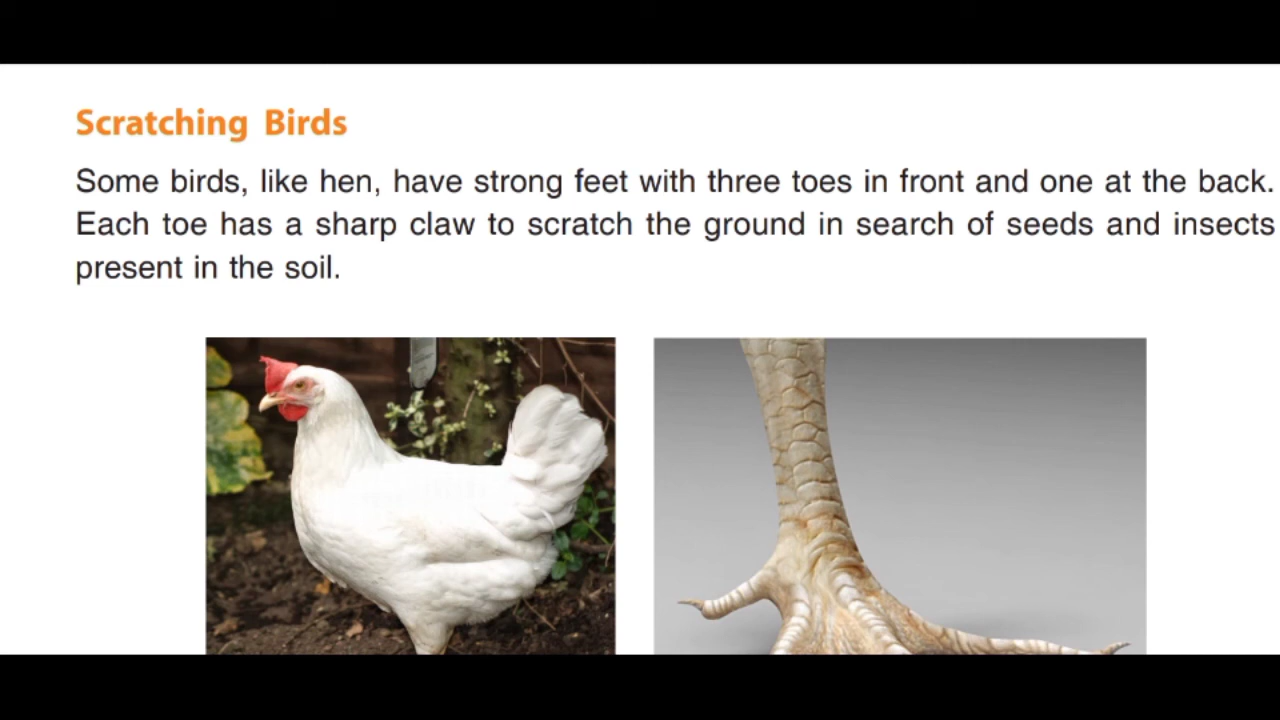 Scratching Birds
Some birds, like hen, have strong feet with three toes in front and one at the back.
Each toe has a sharp claw to scratch the ground in search of seeds and insects
present in the soil.